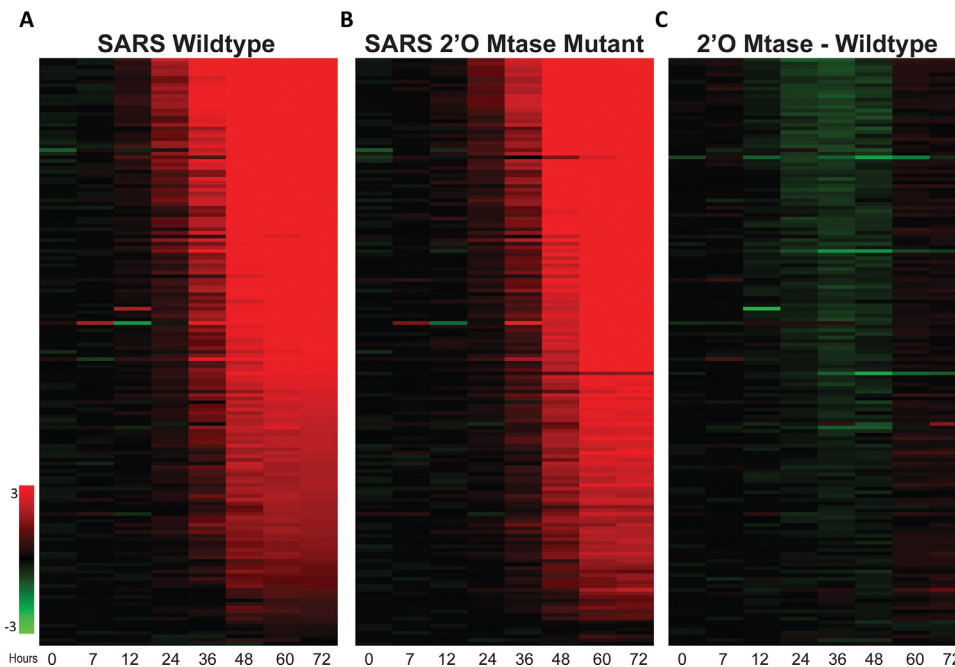 A
B
C
SARS Wildtype
SARS 2’O Mtase Mutant
2’O Mtase - Wildtype
3
-3
Hours 0 7 12 24 36 48 60 72
0 7 12 24 36 48 60 72
0 7 12 24 36 48 60 72